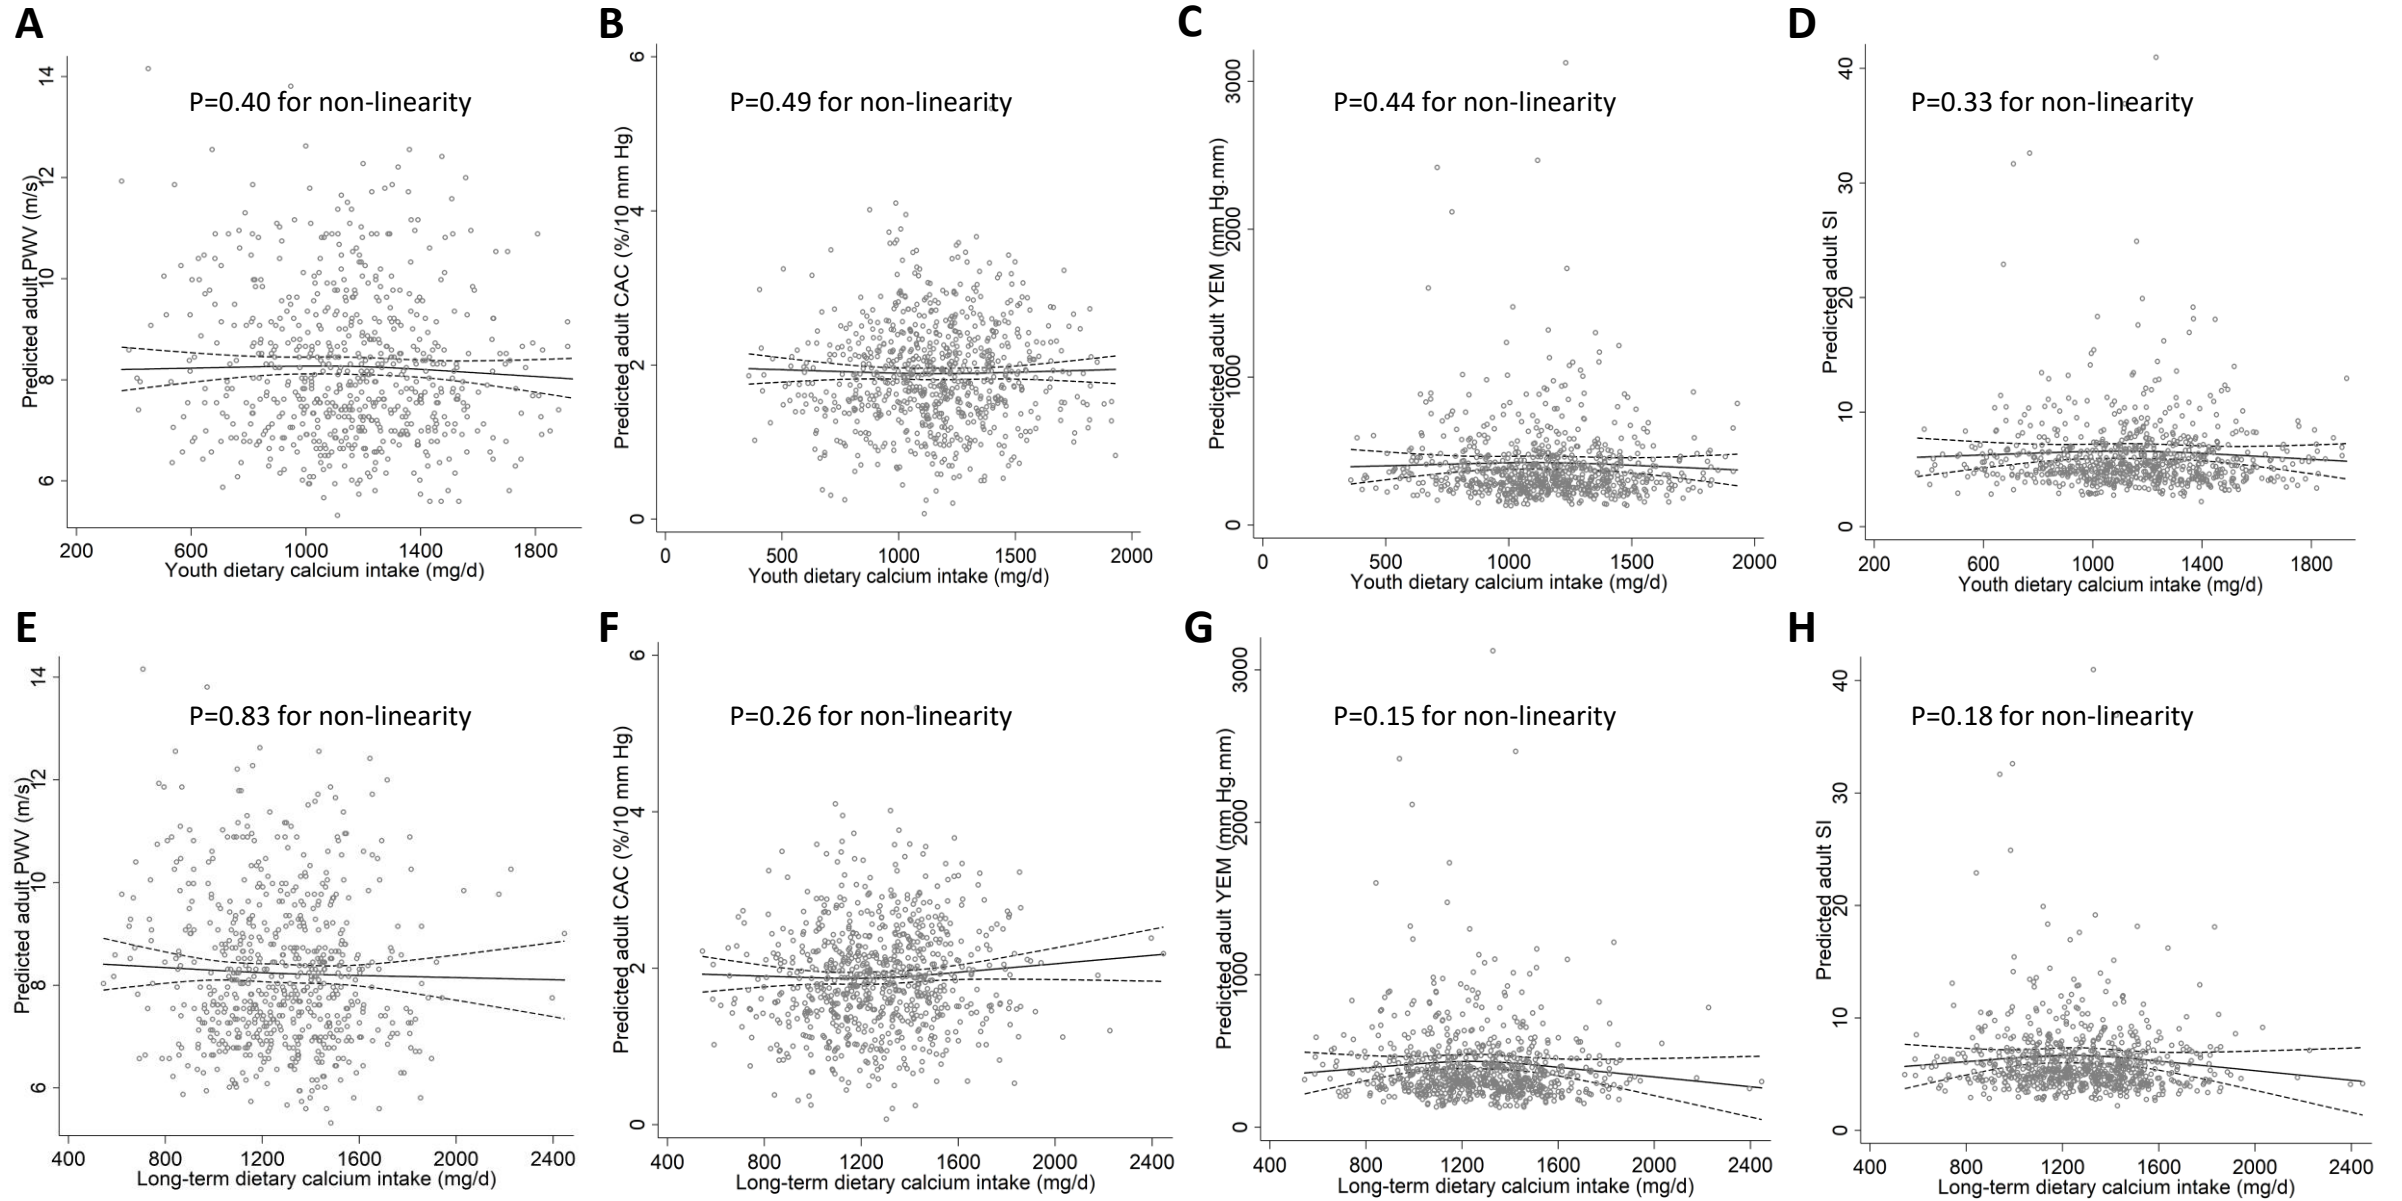 A
P=0.40 for non-linearity
Predicted adult PWV (m/s)
14
12
10
8
6
200 600 1000 1400 1800
Youth dietary calcium intake (mg/d)
B
P=0.49 for non-linearity
Predicted adult CAC (%/10 mm Hg)
6
4
2
0
0 500 1000 1500 2000
Youth dietary calcium intake (mg/d)
C
P=0.44 for non-linearity
Predicted adult YEM (mm Hg.mm)
3000
2000
1000
0
0 500 1000 1500 2000
Youth dietary calcium intake (mg/d)
D
P=0.33 for non-linearity
Predicted adult SI
40
30
20
10
0
200 600 1000 1400 1800
Youth dietary calcium intake (mg/d)
E
P=0.83 for non-linearity
Predicted adult PWV (m/s)
14
12
10
8
6
400 800 1200 1600 2000 2400
Long-term dietary calcium intake (mg/d)
F
P=0.26 for non-linearity
Predicted adult CAC (%/10 mm Hg)
6
4
2
0
400 800 1200 1600 2000 2400
Long-term dietary calcium intake (mg/d)
G
P=0.15 for non-linearity
Predicted adult YEM (mm Hg.mm)
3000
2000
1000
0
400 800 1200 1600 2000 2400
Long-term dietary calcium intake (mg/d)
H
P=0.18 for non-linearity
Predicted adult SI
40
30
20
10
0
400 800 1200 1600 2000 2400
Long-term dietary calcium intake (mg/d)